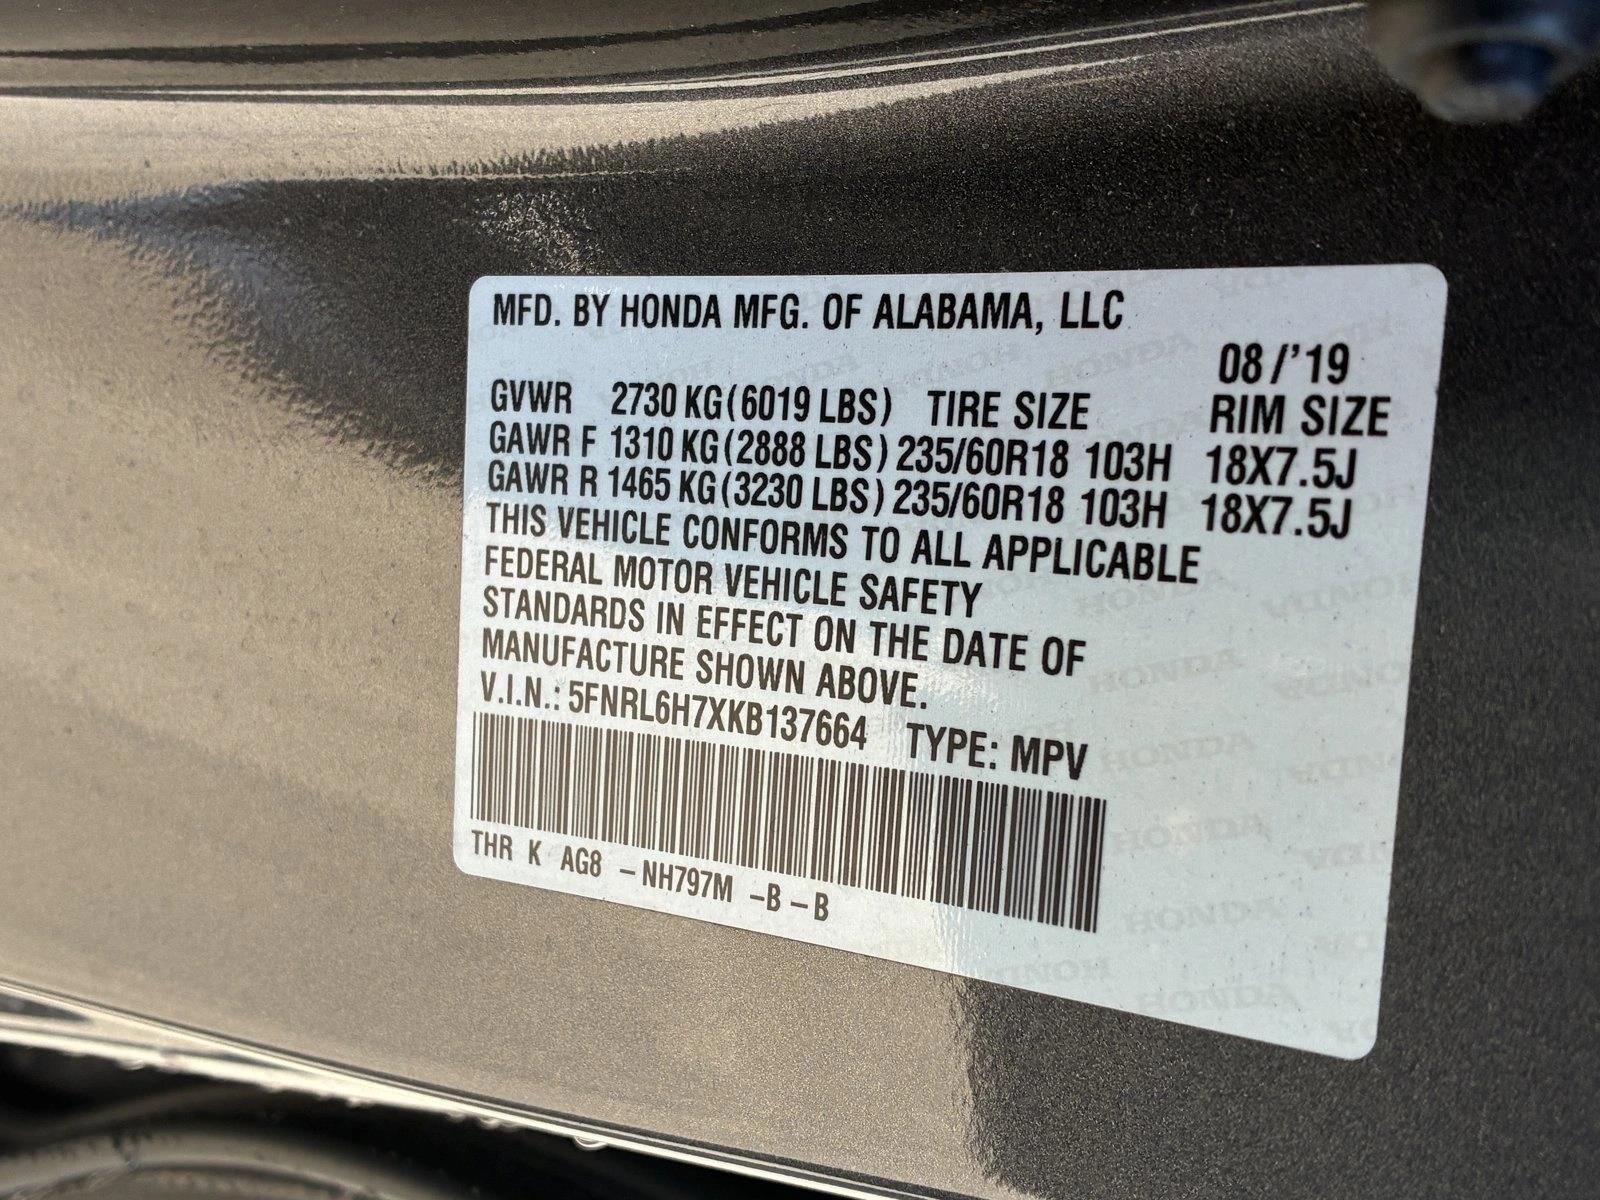 MFD. BY HONDA MFG. OF ALABAMA, LLC
08/'19
GVWR 2730 KG(6019 LBS) TIRE SIZE RIM SIZE
GAWR F 1310 KG(2888 LBS) 235/60R18 103H 18X7.5J
GAWR R 1465 KG(3230 LBS) 235/60R18 103H 18X7.5J
THIS VEHICLE CONFORMS TO ALL APPLICABLE
FEDERAL MOTOR VEHICLE SAFETY
STANDARDS IN EFFECT ON THE DATE OF
MANUFACTURE SHOWN ABOVE.
V.I.N.: 5FNRL6H7XKB137664 TYPE: MPV
THR K AG8 -NH797M -B-B